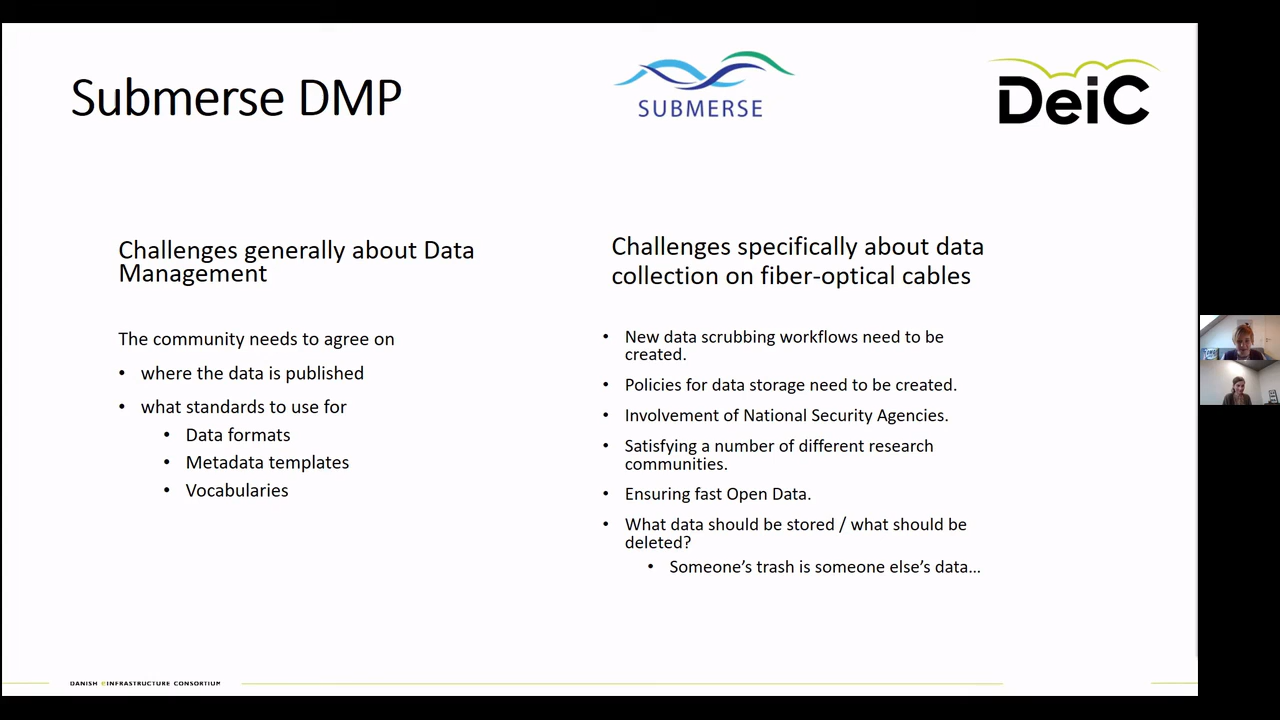 Submerse DMP
SUBMERSE
DeiC
Challenges generally about Data
Management
The community needs to agree on
• where the data is published
• what standards to use for
• Data formats
• Metadata templates
• Vocabularies
Challenges specifically about data
collection on fiber-optical cables
• New data scrubbing workflows need to be
created.
• Policies for data storage need to be created.
• Involvement of National Security Agencies.
• Satisfying a number of different research
communities.
• Ensuring fast Open Data.
• What data should be stored / what should be
deleted?
• Someone’s trash is someone else’s data…
DANISH eINFRASTRUCTURE CONSORTIUM